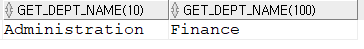 GET_DEPT_NAME(10) GET_DEPT_NAME(100)
Administration Finance